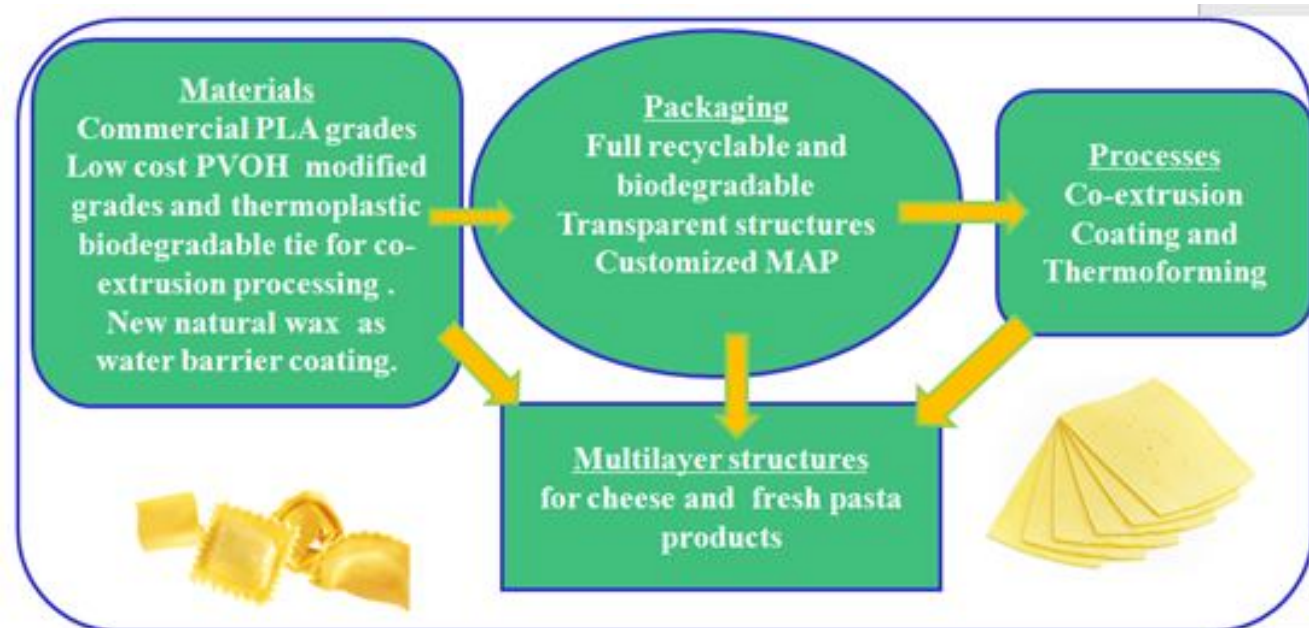 Materials
Commercial PLA grades
Low cost PVOH modified
grades and thermoplastic
biodegradable tie for co-
extrusion processing .
New natural wax as
water barrier coating.
Packaging
Full recyclable and
biodegradable
Transparent structures
Customized MAP
Processes
Co-extrusion
Coating and
Thermoforming
Multilayer structures
for cheese and fresh pasta
products